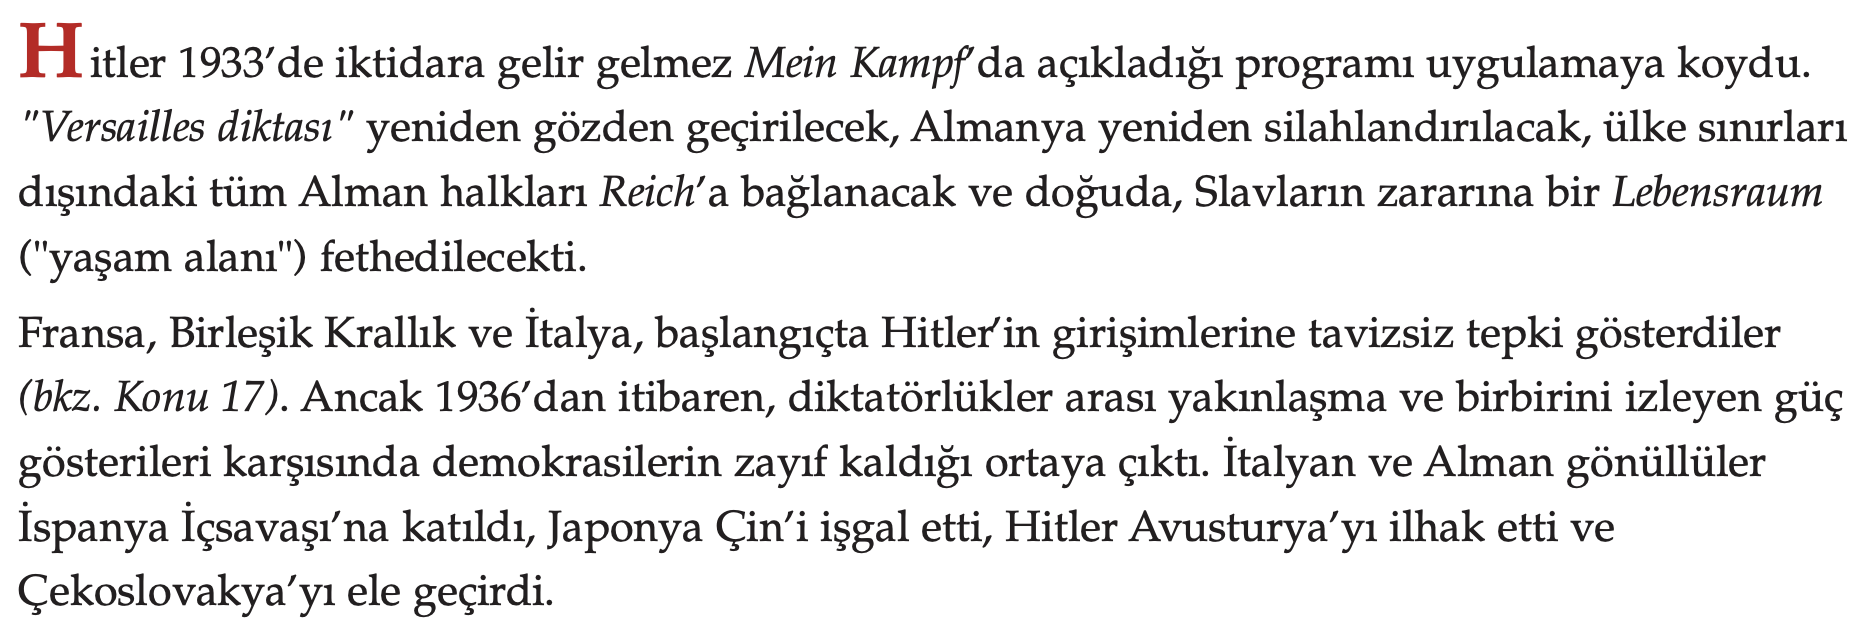 Hitler 1933’de iktidara gelir gelmez Mein Kampf’da açıkladığı programı uygulamaya koydu.
"Versailles diktası" yeniden gözden geçirilecek, Almanya yeniden silahlandırılacak, ülke sınırları
dışındaki tüm Alman halkları Reich’a bağlanacak ve doğuda, Slavların zararına bir Lebensraum
("yaşam alanı") fethedilecekti.
Fransa, Birleşik Krallık ve İtalya, başlangıçta Hitler’in girişimlerine tavizsiz tepki gösterdiler
(bkz. Konu 17). Ancak 1936’dan itibaren, diktatörlükler arası yakınlaşma ve birbirini izleyen güç
gösterileri karşısında demokrasilerin zayıf kaldığı ortaya çıktı. İtalyan ve Alman gönüllüler
İspanya İçsavaşı’na katıldı, Japonya Çin’i işgal etti, Hitler Avusturya’yı ilhak etti ve
Çekoslovakya’yı ele geçirdi.